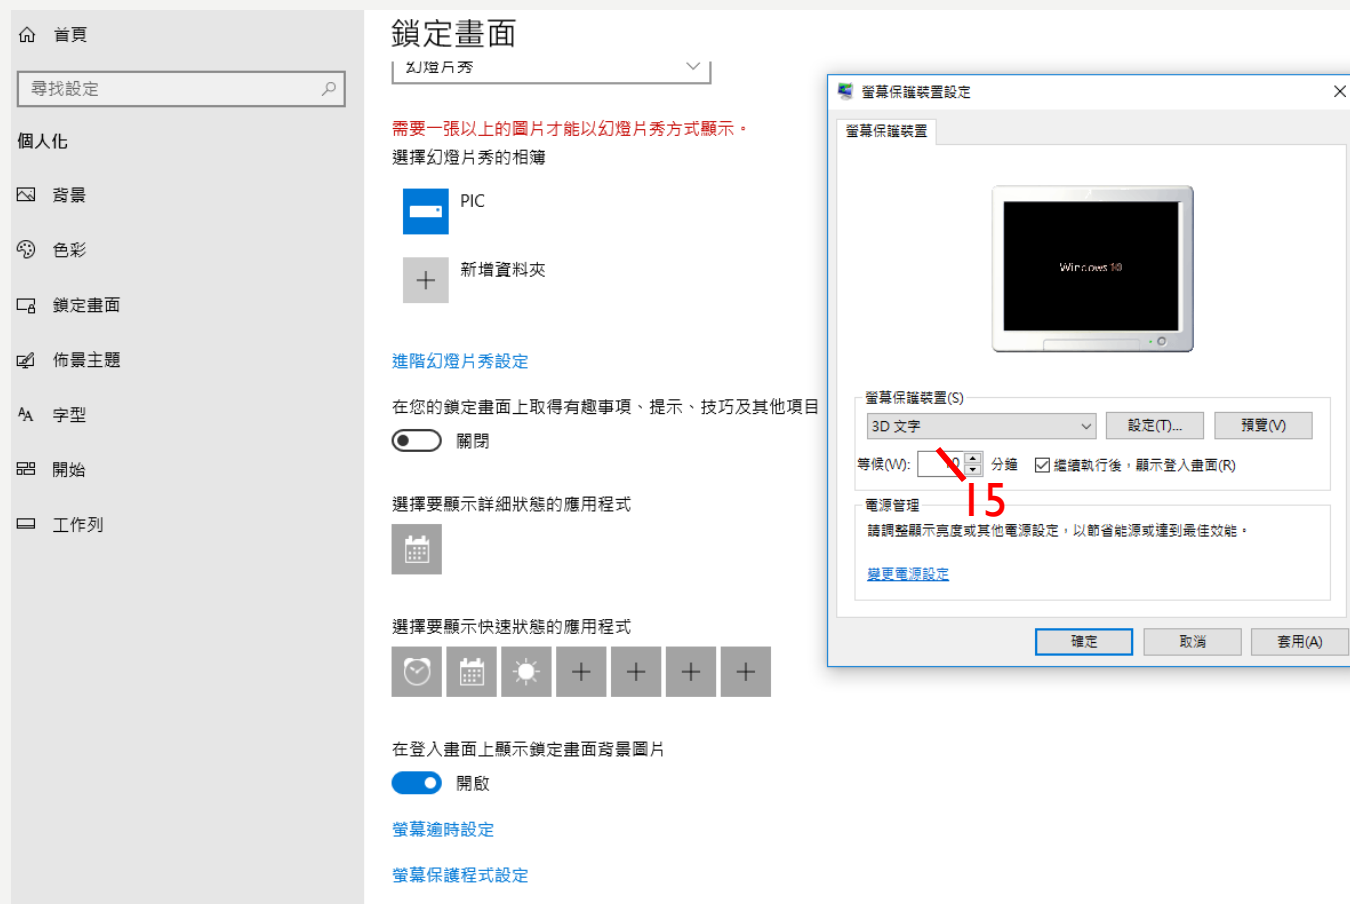 首頁
尋找設定
個人化
背景
色彩
鎖定畫面
佈景主題
字型
開始
工作列
鎖定畫面
幻燈片秀
需要一張以上的圖片才能以幻燈片秀方式顯示。
選擇幻燈片秀的相簿
PIC
新增資料夾
進階幻燈片秀設定
在您的鎖定畫面上取得有趣事項、提示、技巧及其他項目
關閉
選擇要顯示詳細狀態的應用程式
選擇要顯示快速狀態的應用程式
在登入畫面上顯示鎖定畫面背景圖片
開啟
螢幕逾時設定
螢幕保護程式設定
螢幕保護裝置設定
螢幕保護裝置
Windows 10
螢幕保護裝置(S)
3D 文字 設定(T)... 預覽(V)
等候(W): 10 分鐘 繼續執行後，顯示登入畫面(R)
15
電源管理
請調整顯示亮度或其他電源設定，以節省能源或達到最佳效能。
變更電源設定
確定 取消 套用(A)